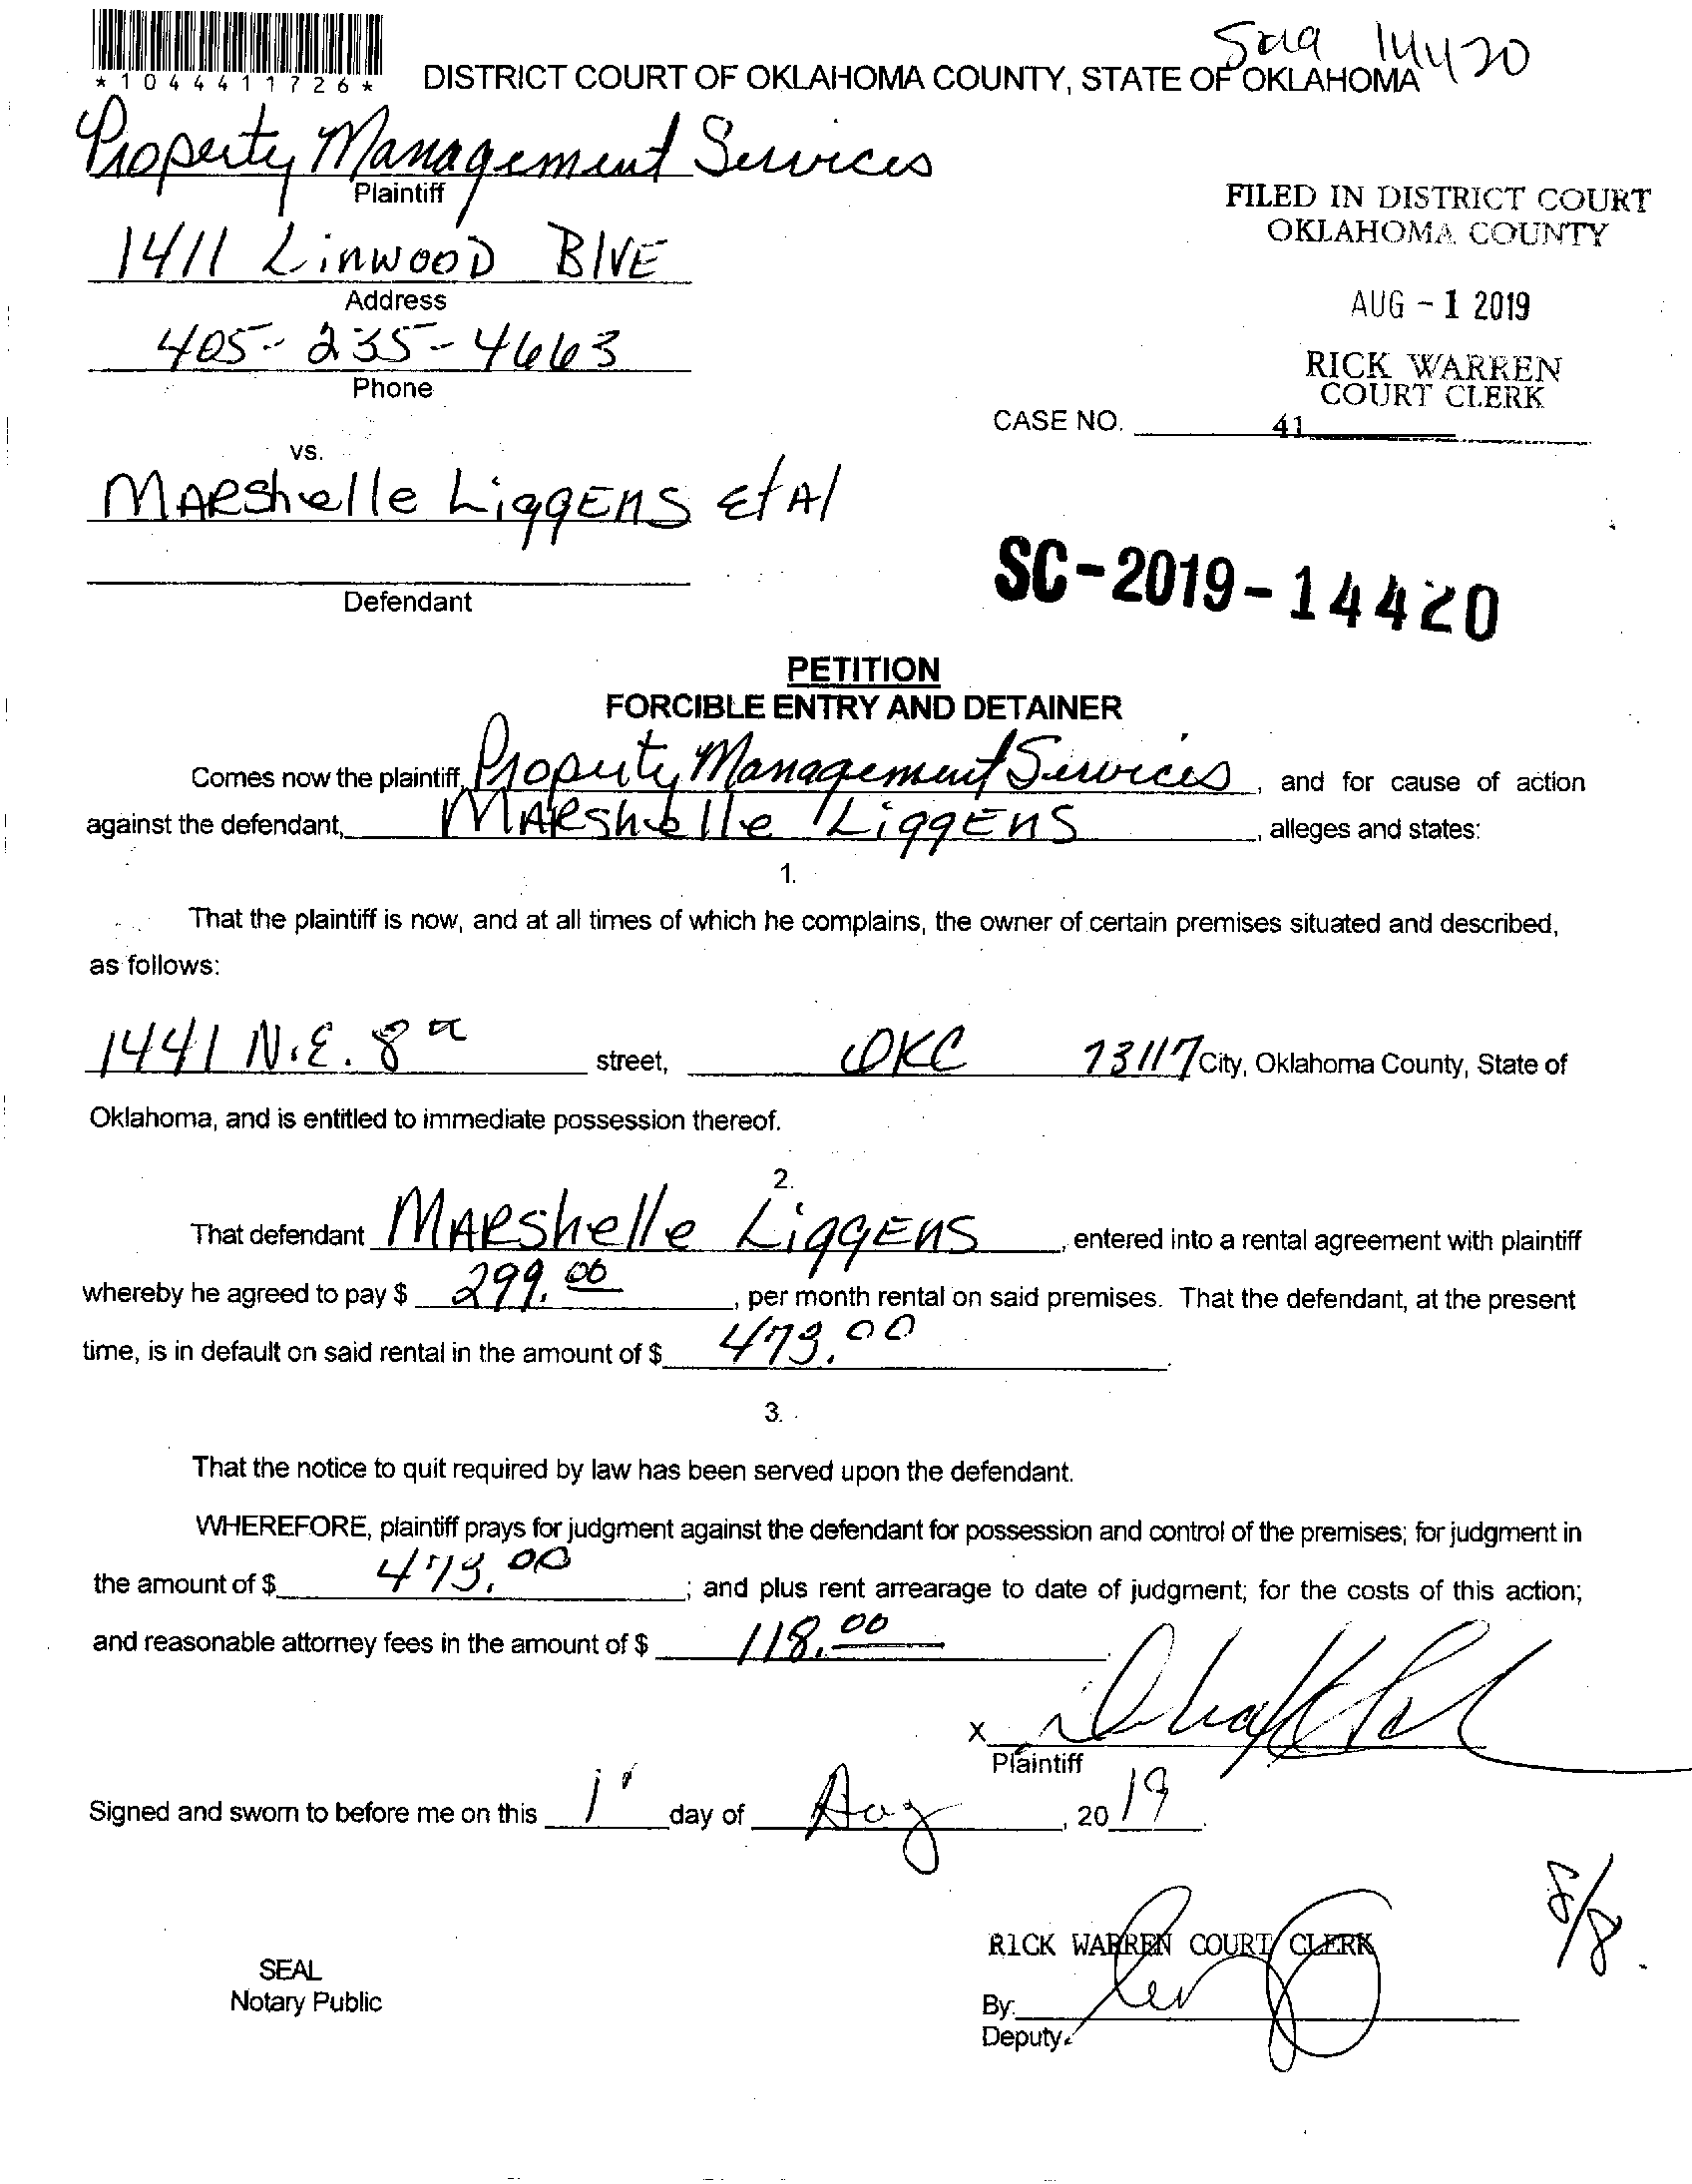 *1044411726*
14420
DISTRICT COURT OF OKLAHOMA COUNTY, STATE OF OKLAHOMA
Property Management Services
Plaintiff
FILED IN DISTRICT COURT
OKLAHOMA COUNTY
1411 LinwooD BlVE
Address
AUG - 1 2019
405-235-4663
Phone
RICK WARREN
COURT CLERK
CASE NO.
41
vs.
MARshelle LiggEns Et Al
SC-2019-14420
Defendant
PETITION
FORCIBLE ENTRY AND DETAINER
Comes now the plaintiff, Property Management Services, and for cause of action
against the defendant, MARshelle LiggEns, alleges and states:
1.
That the plaintiff is now, and at all times of which he complains, the owner of certain premises situated and described,
as follows:
1441 N.E. 8th street, OKC 73117 City, Oklahoma County, State of
Oklahoma, and is entitled to immediate possession thereof.
2.
That defendant MARshelle LiggEns, entered into a rental agreement with plaintiff
whereby he agreed to pay $ 299.00, per month rental on said premises. That the defendant, at the present
time, is in default on said rental in the amount of $ 473.00.
3.
That the notice to quit required by law has been served upon the defendant.
WHEREFORE, plaintiff prays for judgment against the defendant for possession and control of the premises; for judgment in
the amount of $ 473.00; and plus rent arrearage to date of judgment; for the costs of this action;
and reasonable attorney fees in the amount of $ 118.00.
X
Plaintiff
Signed and sworn to before me on this 1 day of Aug, 2019.
8/8.
RICK WARREN COURT CLERK
SEAL
Notary Public
By:
Deputy